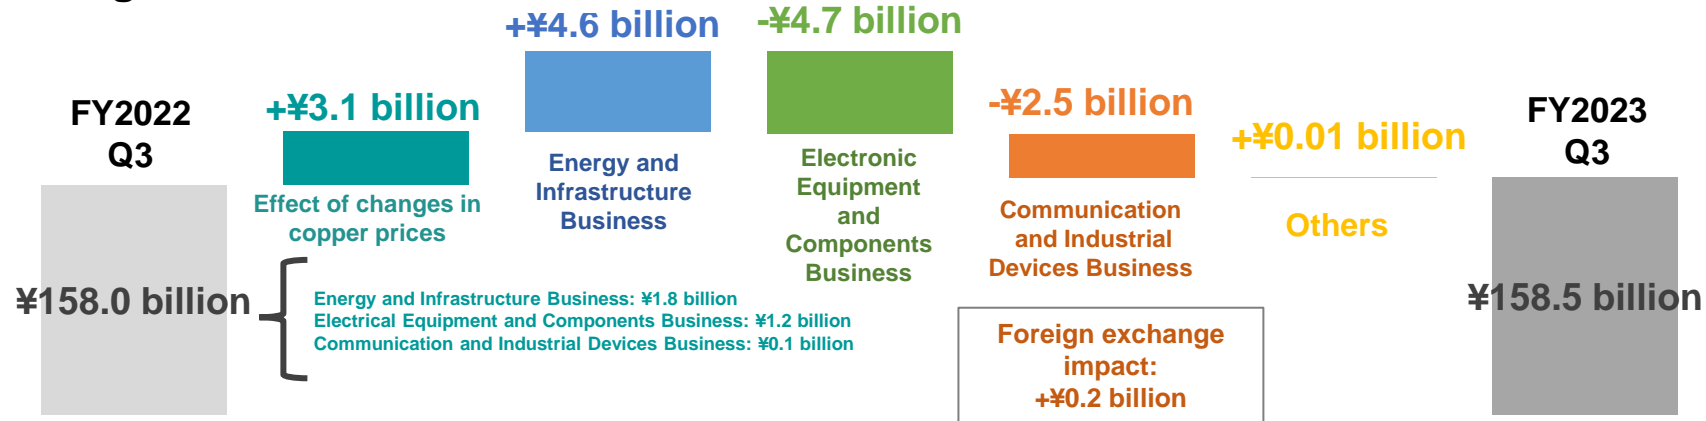 FY2022
Q3
¥158.0 billion
+¥3.1 billion
Effect of changes in
copper prices
Energy and Infrastructure Business: ¥1.8 billion
Electrical Equipment and Components Business: ¥1.2 billion
Communication and Industrial Devices Business: ¥0.1 billion
+¥4.6 billion
Energy and
Infrastructure
Business
-¥4.7 billion
Electronic
Equipment
and
Components
Business
-¥2.5 billion
Communication
and Industrial
Devices Business
+¥0.01 billion
Others
Foreign exchange
impact:
+¥0.2 billion
FY2023
Q3
¥158.5 billion